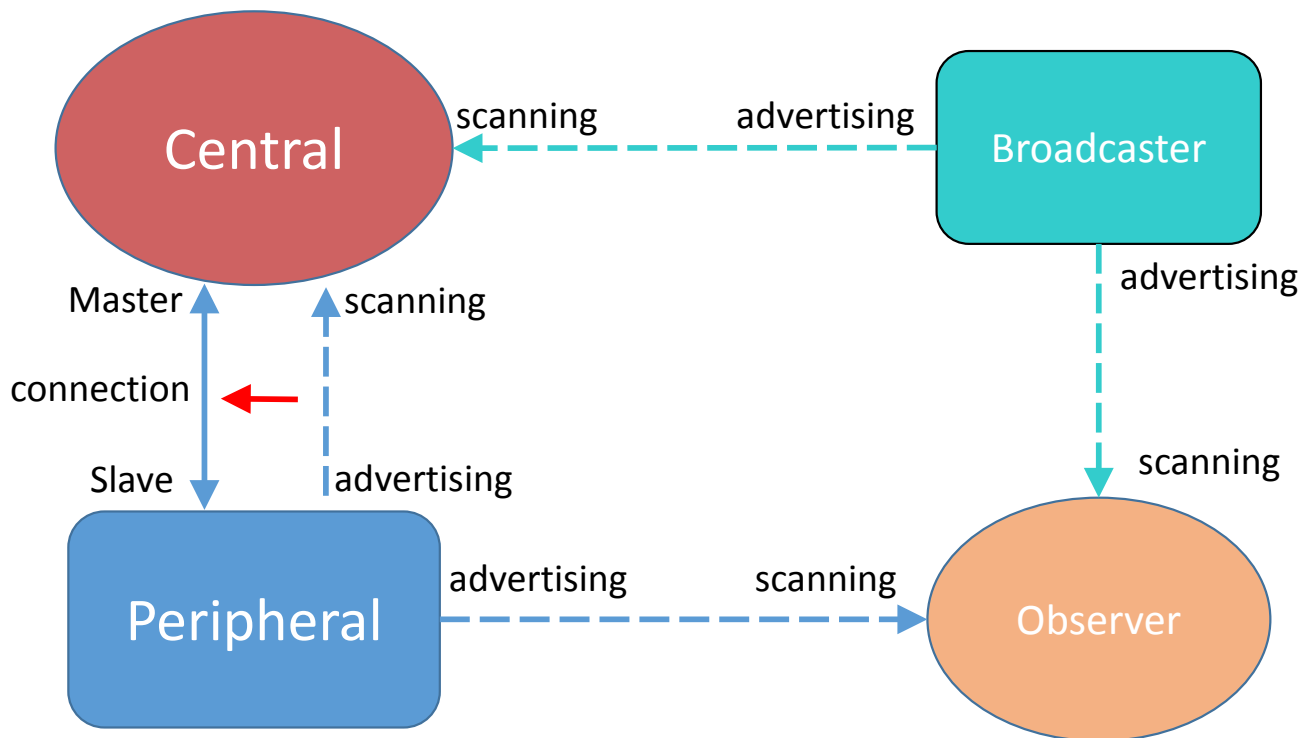 scanning
advertising
Central
Broadcaster
advertising
Master
scanning
connection
Slave
advertising
scanning
advertising
scanning
Peripheral
Observer